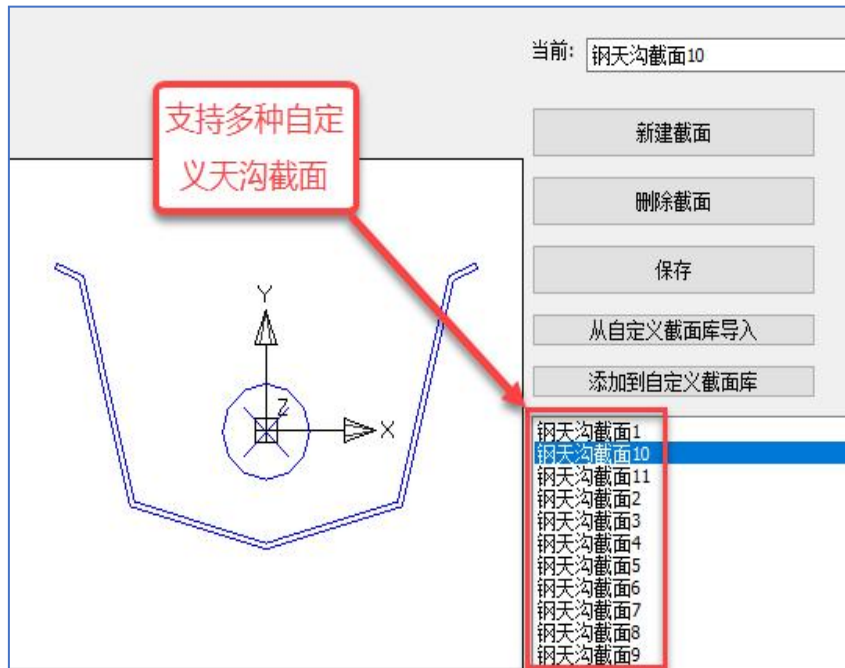 当前: 钢天沟截面10
支持多种自定
义天沟截面
新建截面
删除截面
保存
从自定义截面库导入
添加到自定义截面库
Y
Z
X
钢天沟截面1
钢天沟截面10
钢天沟截面11
钢天沟截面2
钢天沟截面3
钢天沟截面4
钢天沟截面5
钢天沟截面6
钢天沟截面7
钢天沟截面8
钢天沟截面9